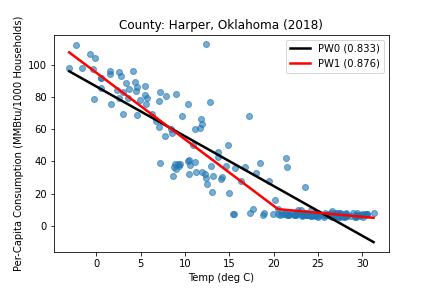 County: Harper, Oklahoma (2018)
Per-Capita Consumption (MMBtu/1000 Households)
100
80
60
40
20
0
PW0 (0.833)
PW1 (0.876)
0 5 10 15 20 25 30
Temp (deg C)